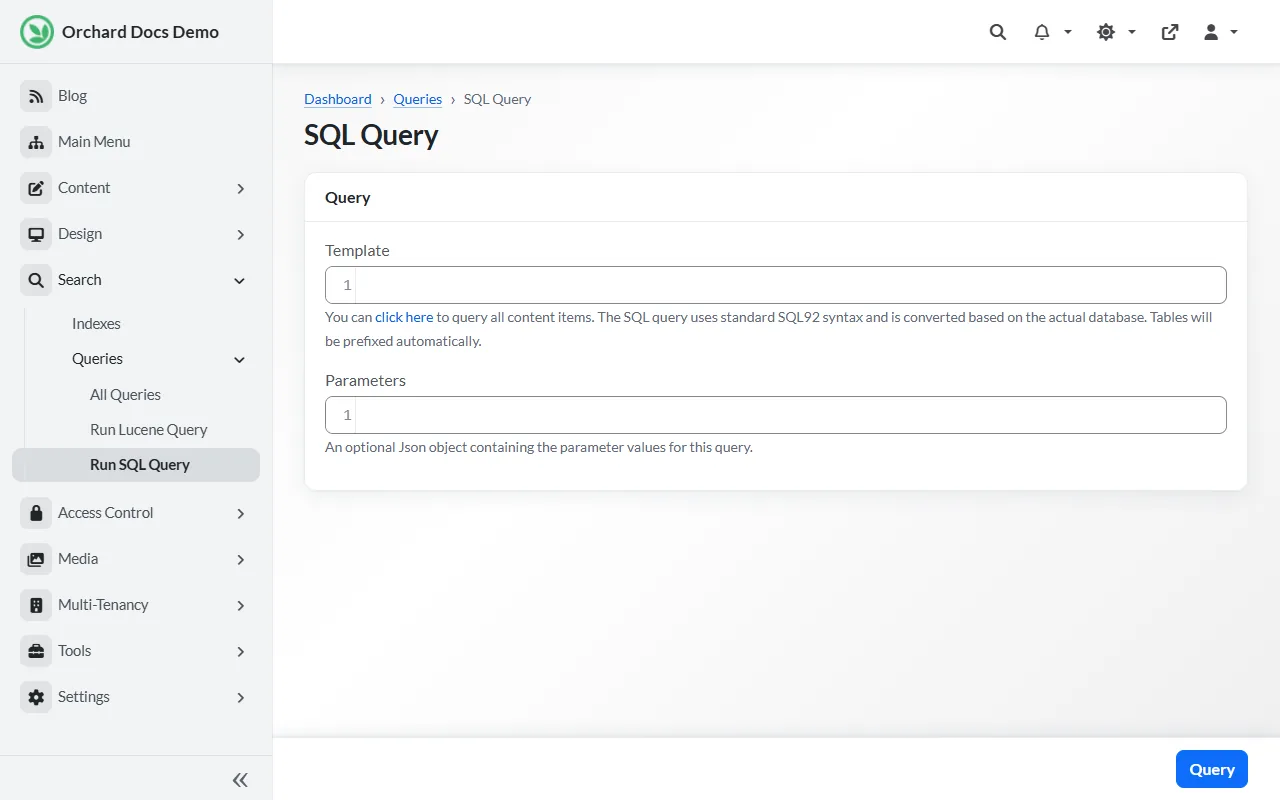 Orchard Docs Demo
Blog
Main Menu
Content
Design
Search
Indexes
Queries
All Queries
Run Lucene Query
Run SQL Query
Access Control
Media
Multi-Tenancy
Tools
Settings
Dashboard › Queries › SQL Query
SQL Query
Query
Template
1
You can click here to query all content items. The SQL query uses standard SQL92 syntax and is converted based on the actual database. Tables will
be prefixed automatically.
Parameters
1
An optional Json object containing the parameter values for this query.
Query